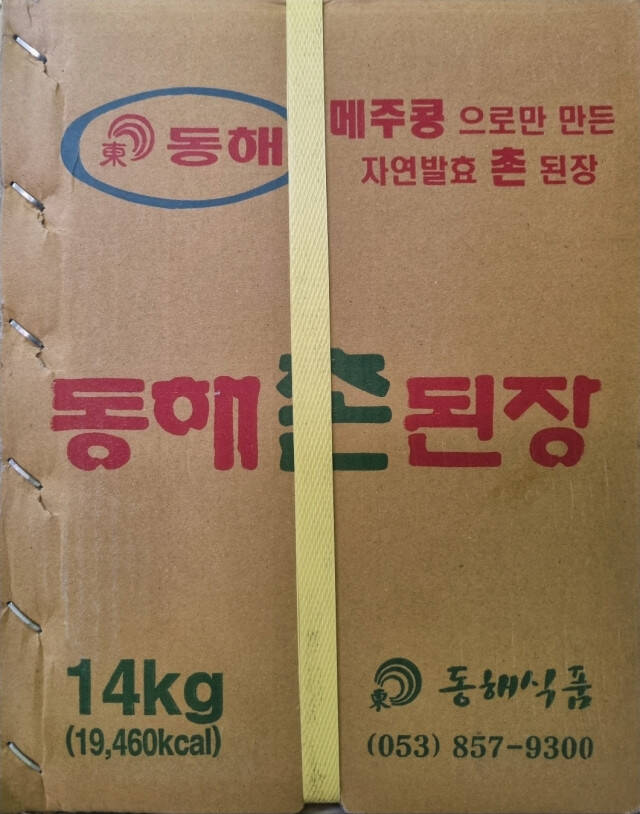 東 동해
메주콩 으로만 만든
자연발효 촌 된장
동해촌된장
14kg
(19,460kcal)
東 동해식품
(053) 857-9300